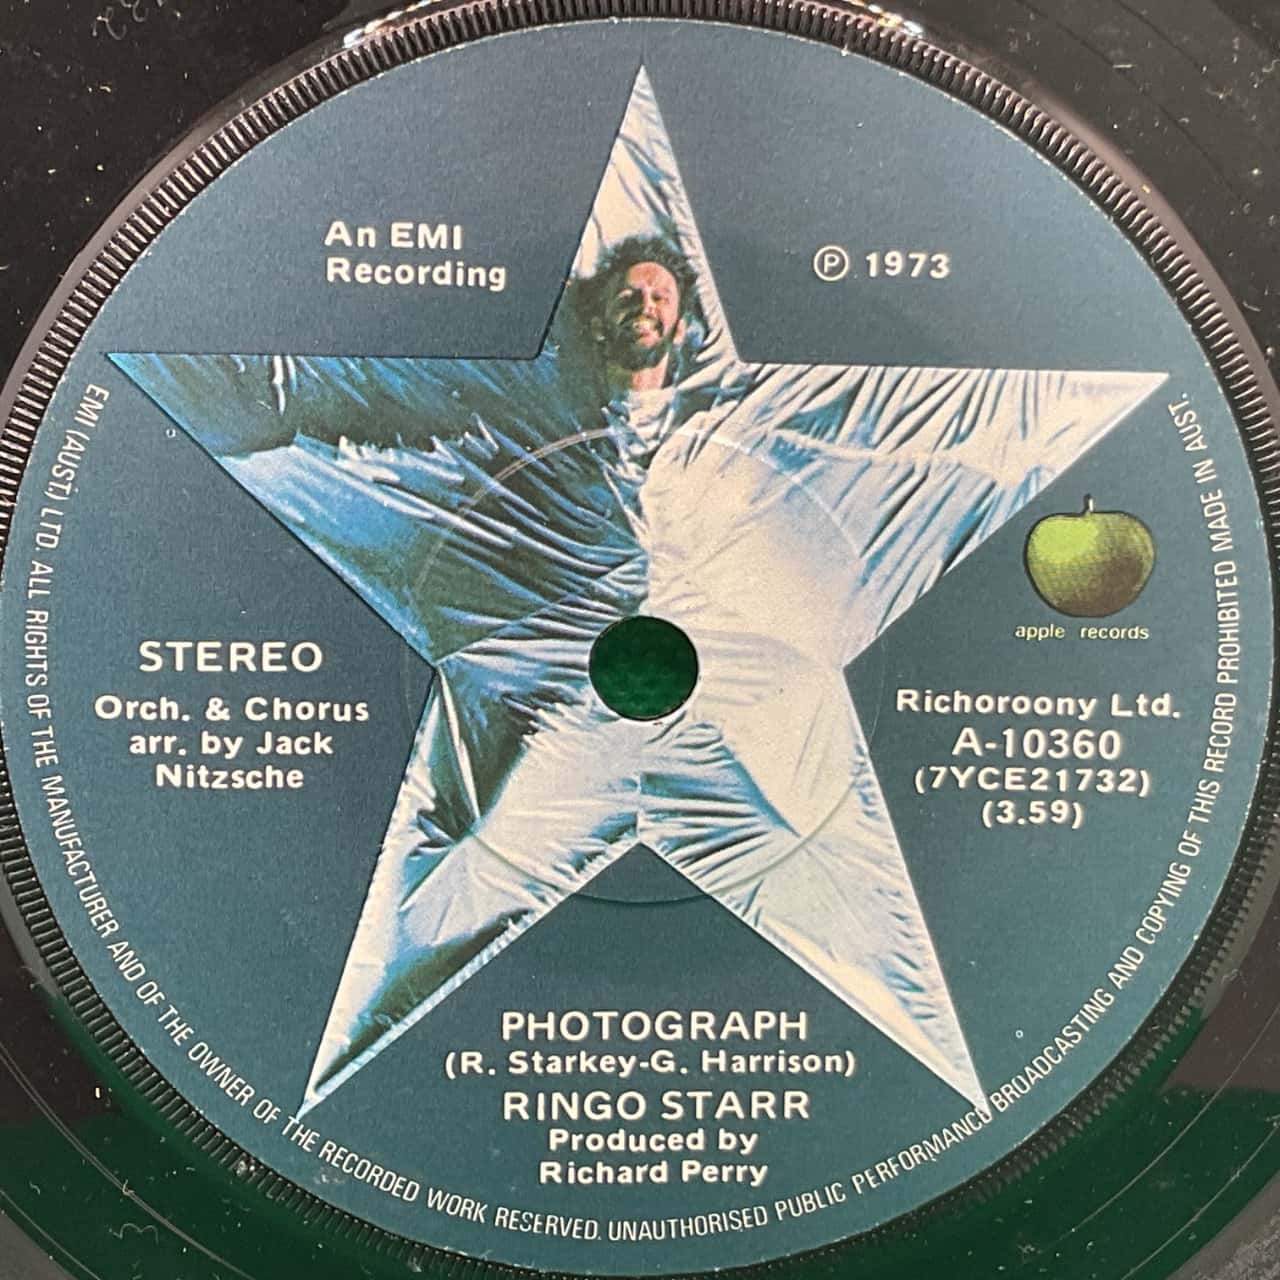 An EMI
Recording
℗ 1973
apple records
STEREO
Orch. & Chorus
arr. by Jack
Nitzsche
Richoroony Ltd.
A-10360
(7YCE21732)
(3.59)
PHOTOGRAPH
(R. Starkey-G. Harrison)
RINGO STARR
Produced by
Richard Perry
EMI (AUST.) LTD. ALL RIGHTS OF THE MANUFACTURER AND OF THE OWNER OF THE RECORDED WORK RESERVED. UNAUTHORISED PUBLIC PERFORMANCE BROADCASTING AND COPYING OF THIS RECORD PROHIBITED MADE IN AUST.